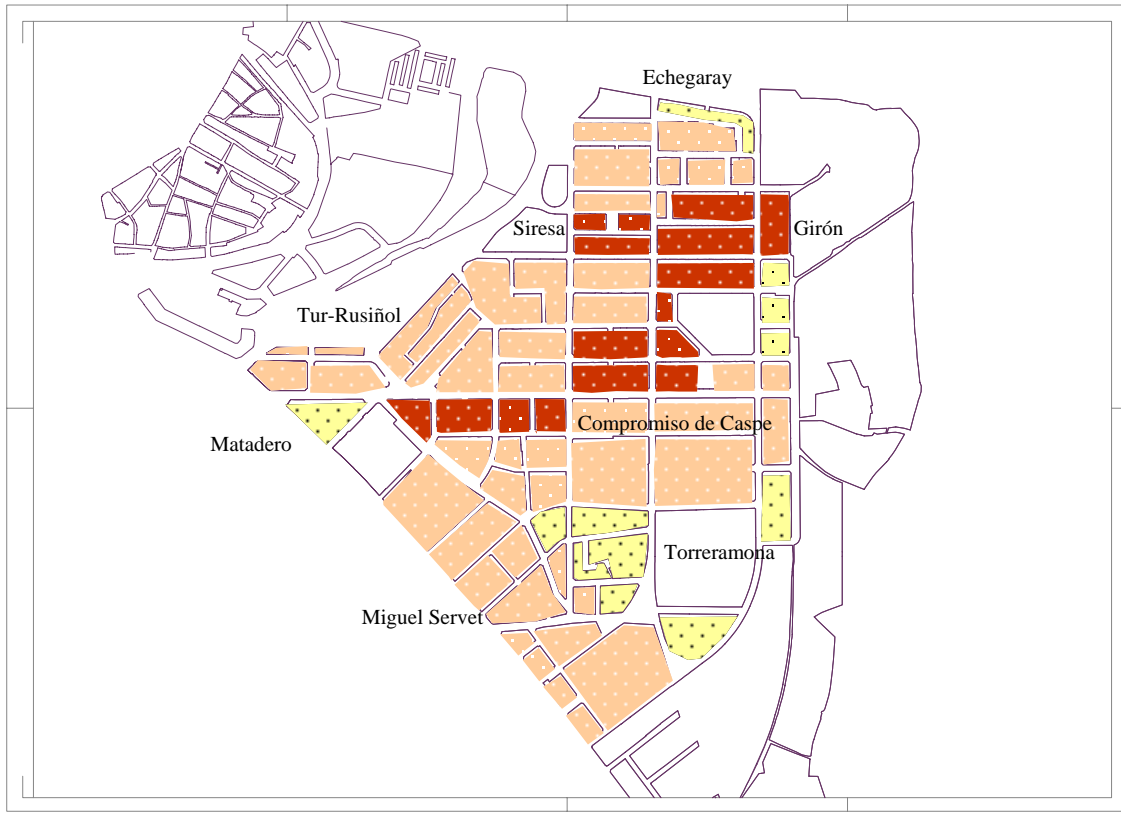 Echegaray
Siresa
Girón
Tur-Rusiñol
Compromiso de Caspe
Matadero
Torreramona
Miguel Servet